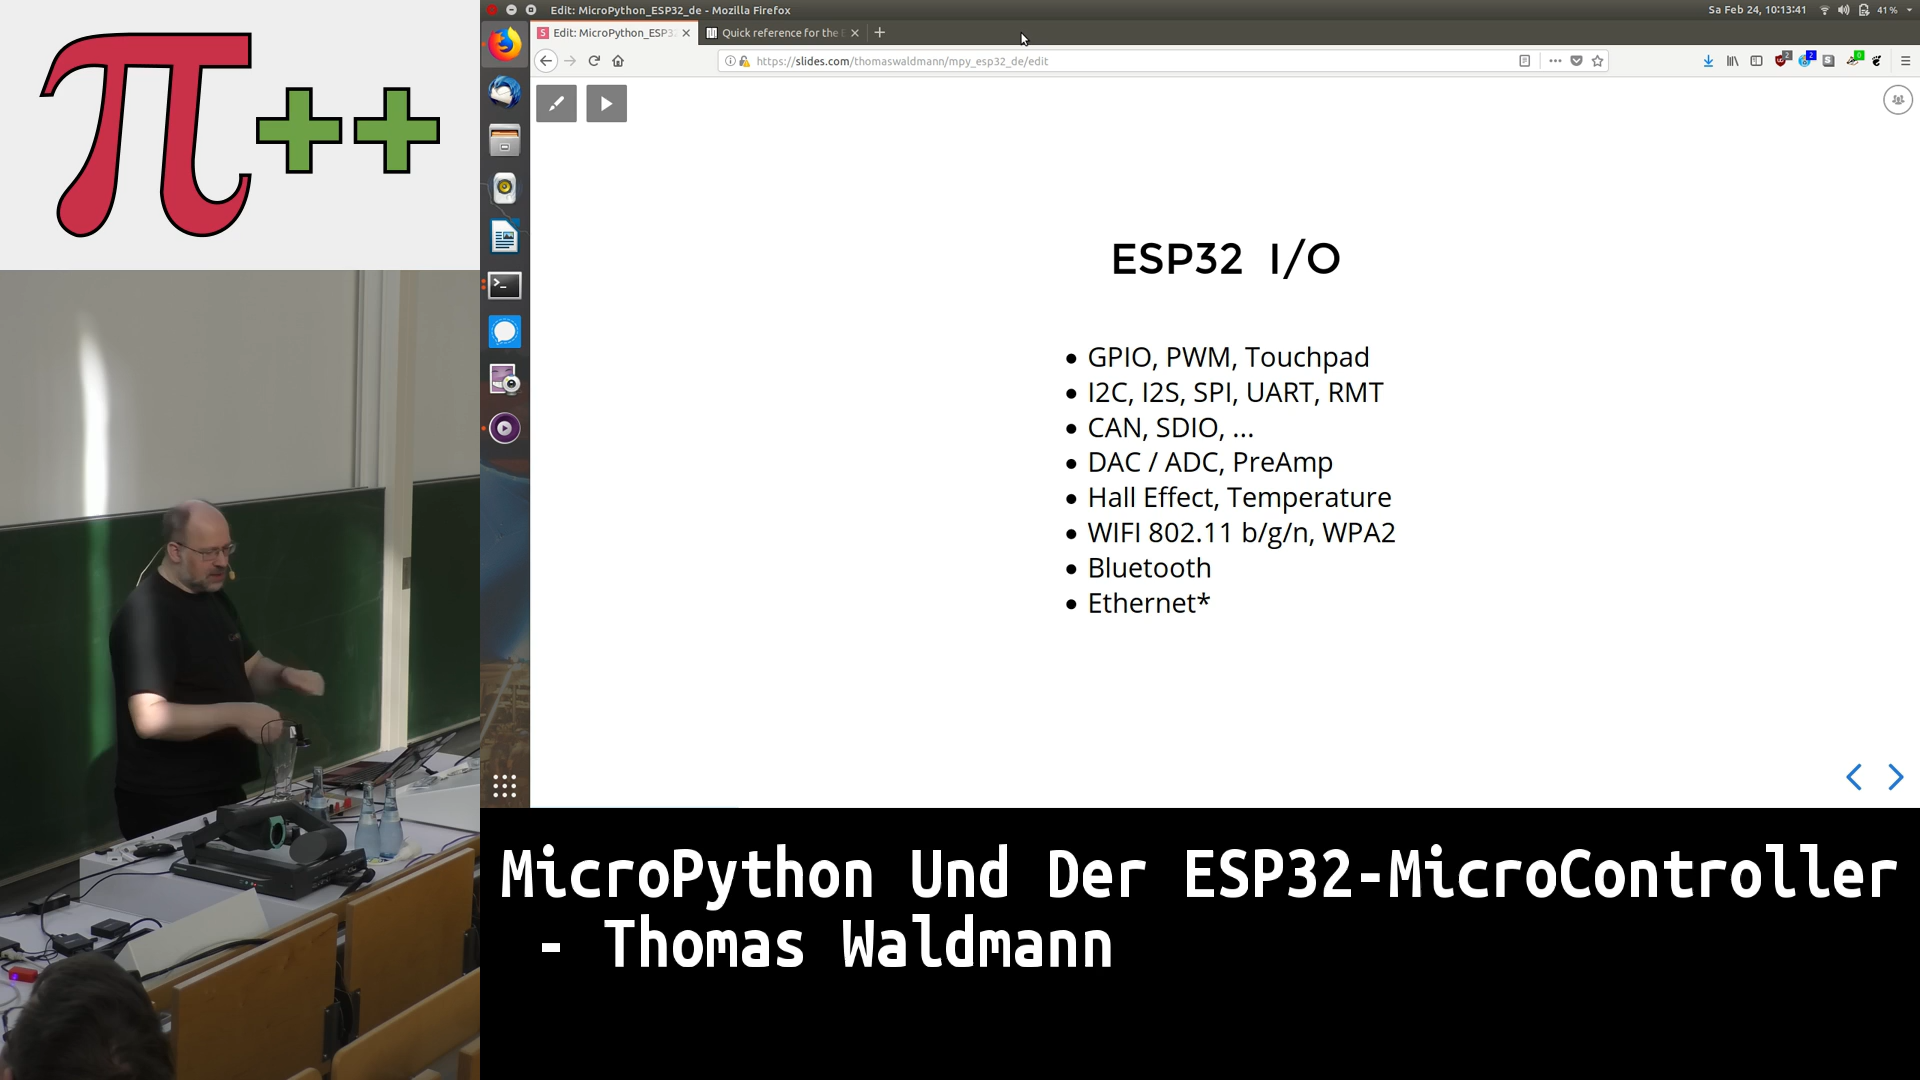 π++
Edit: MicroPython_ESP32_de - Mozilla Firefox
Sa Feb 24, 10:13:41
41 %
Edit: MicroPython_ESP3
Quick reference for the
https://slides.com/thomaswaldmann/mpy_esp32_de/edit
ESP32 I/O
GPIO, PWM, Touchpad
I2C, I2S, SPI, UART, RMT
CAN, SDIO, ...
DAC / ADC, PreAmp
Hall Effect, Temperature
WIFI 802.11 b/g/n, WPA2
Bluetooth
Ethernet*
MicroPython Und Der ESP32-MicroController
- Thomas Waldmann